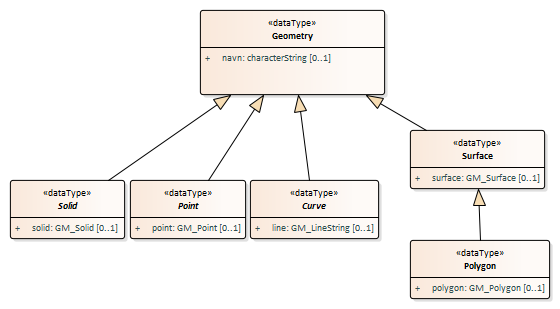 «dataType»
Geometry
+ navn: characterString [0..1]
«dataType»
Surface
+ surface: GM_Surface [0..1]
«dataType»
Solid
+ solid: GM_Solid [0..1]
«dataType»
Point
+ point: GM_Point [0..1]
«dataType»
Curve
+ line: GM_LineString [0..1]
«dataType»
Polygon
+ polygon: GM_Polygon [0..1]